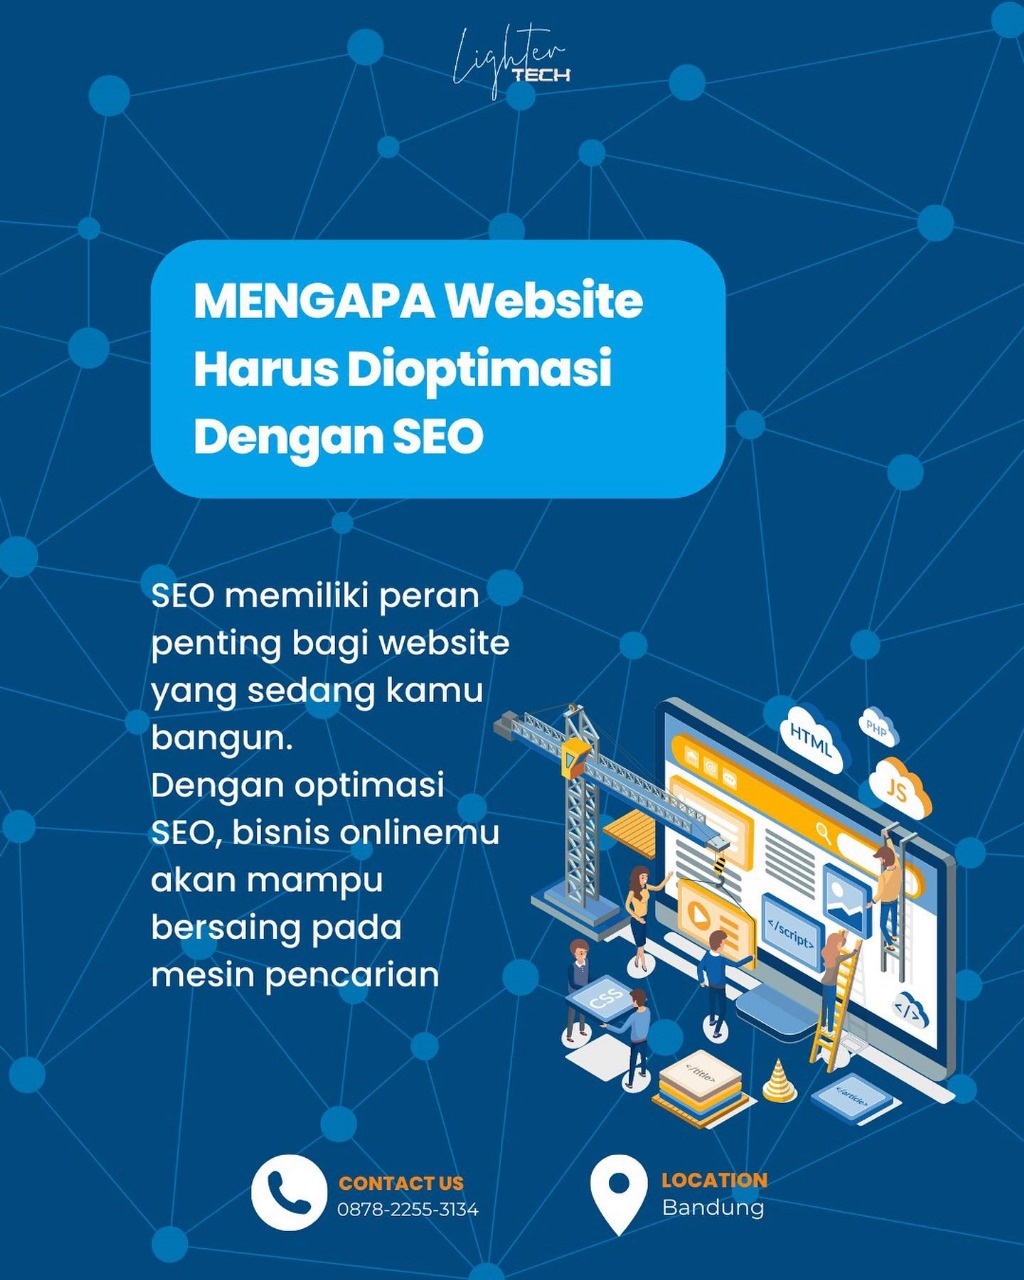 Lighter
TECH
MENGAPA Website
Harus Dioptimasi
Dengan SEO
SEO memiliki peran
penting bagi website
yang sedang kamu
bangun.
Dengan optimasi
SEO, bisnis onlinemu
akan mampu
bersaing pada
mesin pencarian
HTML
PHP
JS
</script>
CSS
</>
</title>
</article>
CONTACT US
0878-2255-3134
LOCATION
Bandung